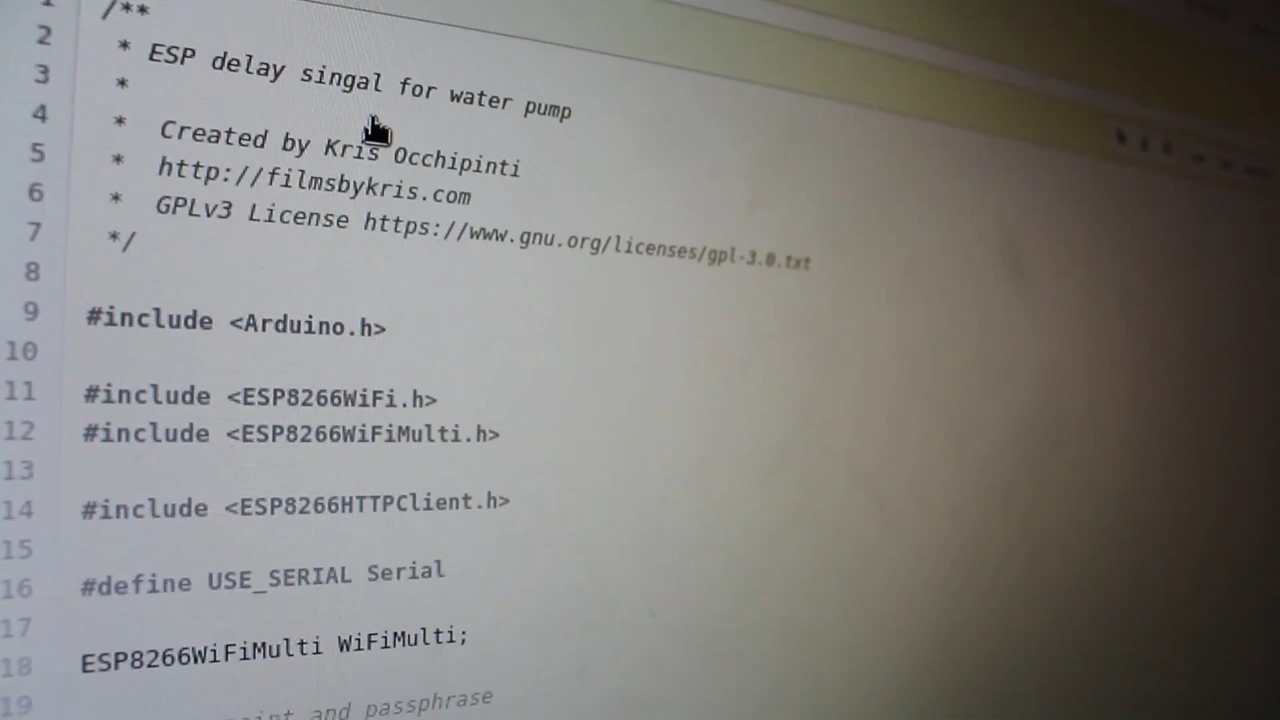 1 /**
2 * ESP delay singal for water pump
3 *
4 * Created by Kris Occhipinti
5 * http://filmsbykris.com
6 * GPLv3 License https://www.gnu.org/licenses/gpl-3.0.txt
7 */
8
9 #include <Arduino.h>
10
11 #include <ESP8266WiFi.h>
12 #include <ESP8266WiFiMulti.h>
13
14 #include <ESP8266HTTPClient.h>
15
16 #define USE_SERIAL Serial
17
18 ESP8266WiFiMulti WiFiMulti;
19
and passphrase